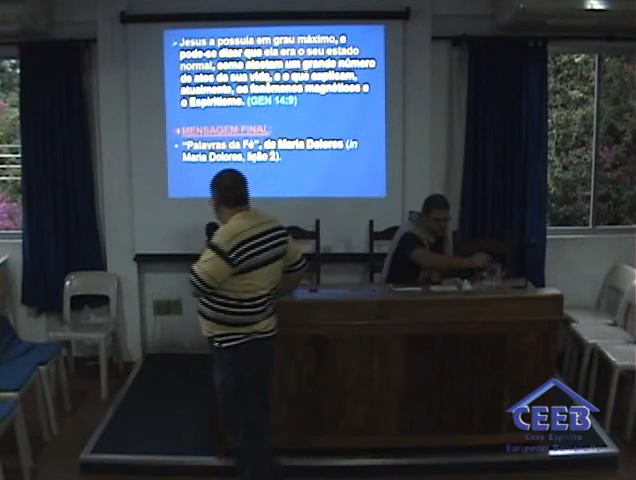 Jesus a possuía em grau máximo, e
pode-se dizer que ela era o seu estado
normal, como atestam um grande número
de atos da sua vida, e o que explicam,
atualmente, os fenômenos magnéticos e
o Espiritismo. (GEN 14:9)
MENSAGEM FINAL:
"Palavras da Fé", de Maria Dolores (in
Maria Dolores, lição 2).
CEEB
Casa Espírita